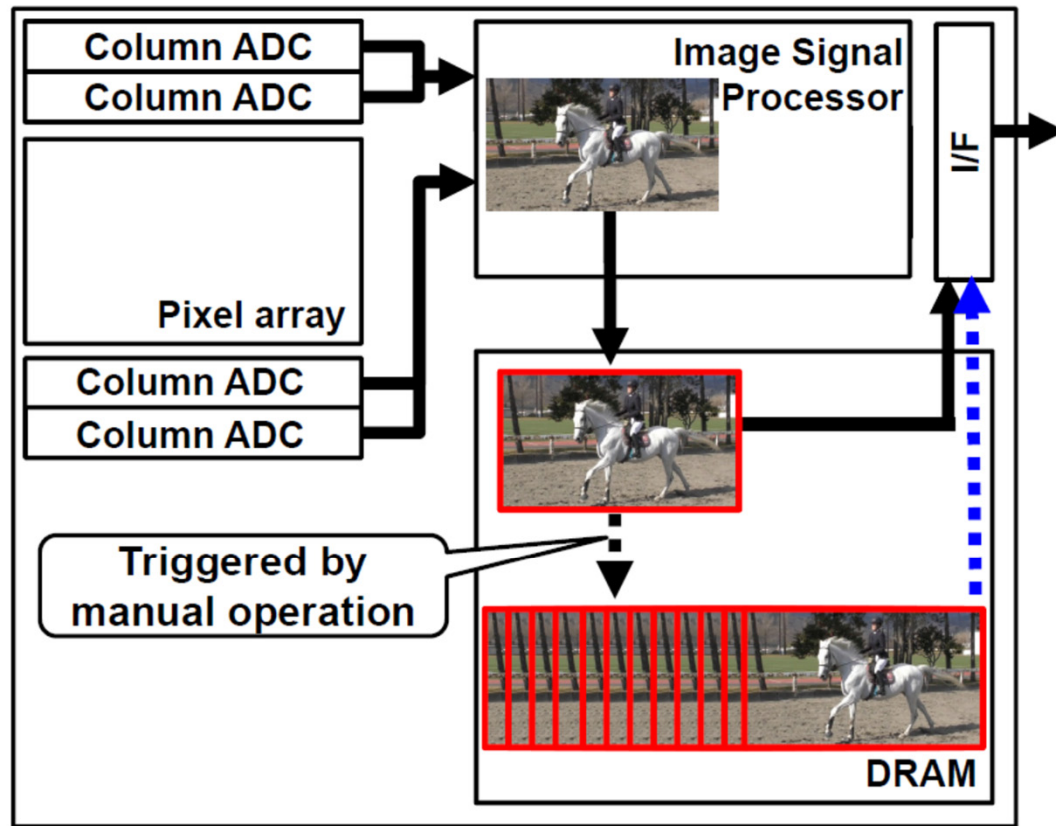 Column ADC
Column ADC
Pixel array
Column ADC
Column ADC
Image Signal
Processor
I/F
Triggered by
manual operation
DRAM